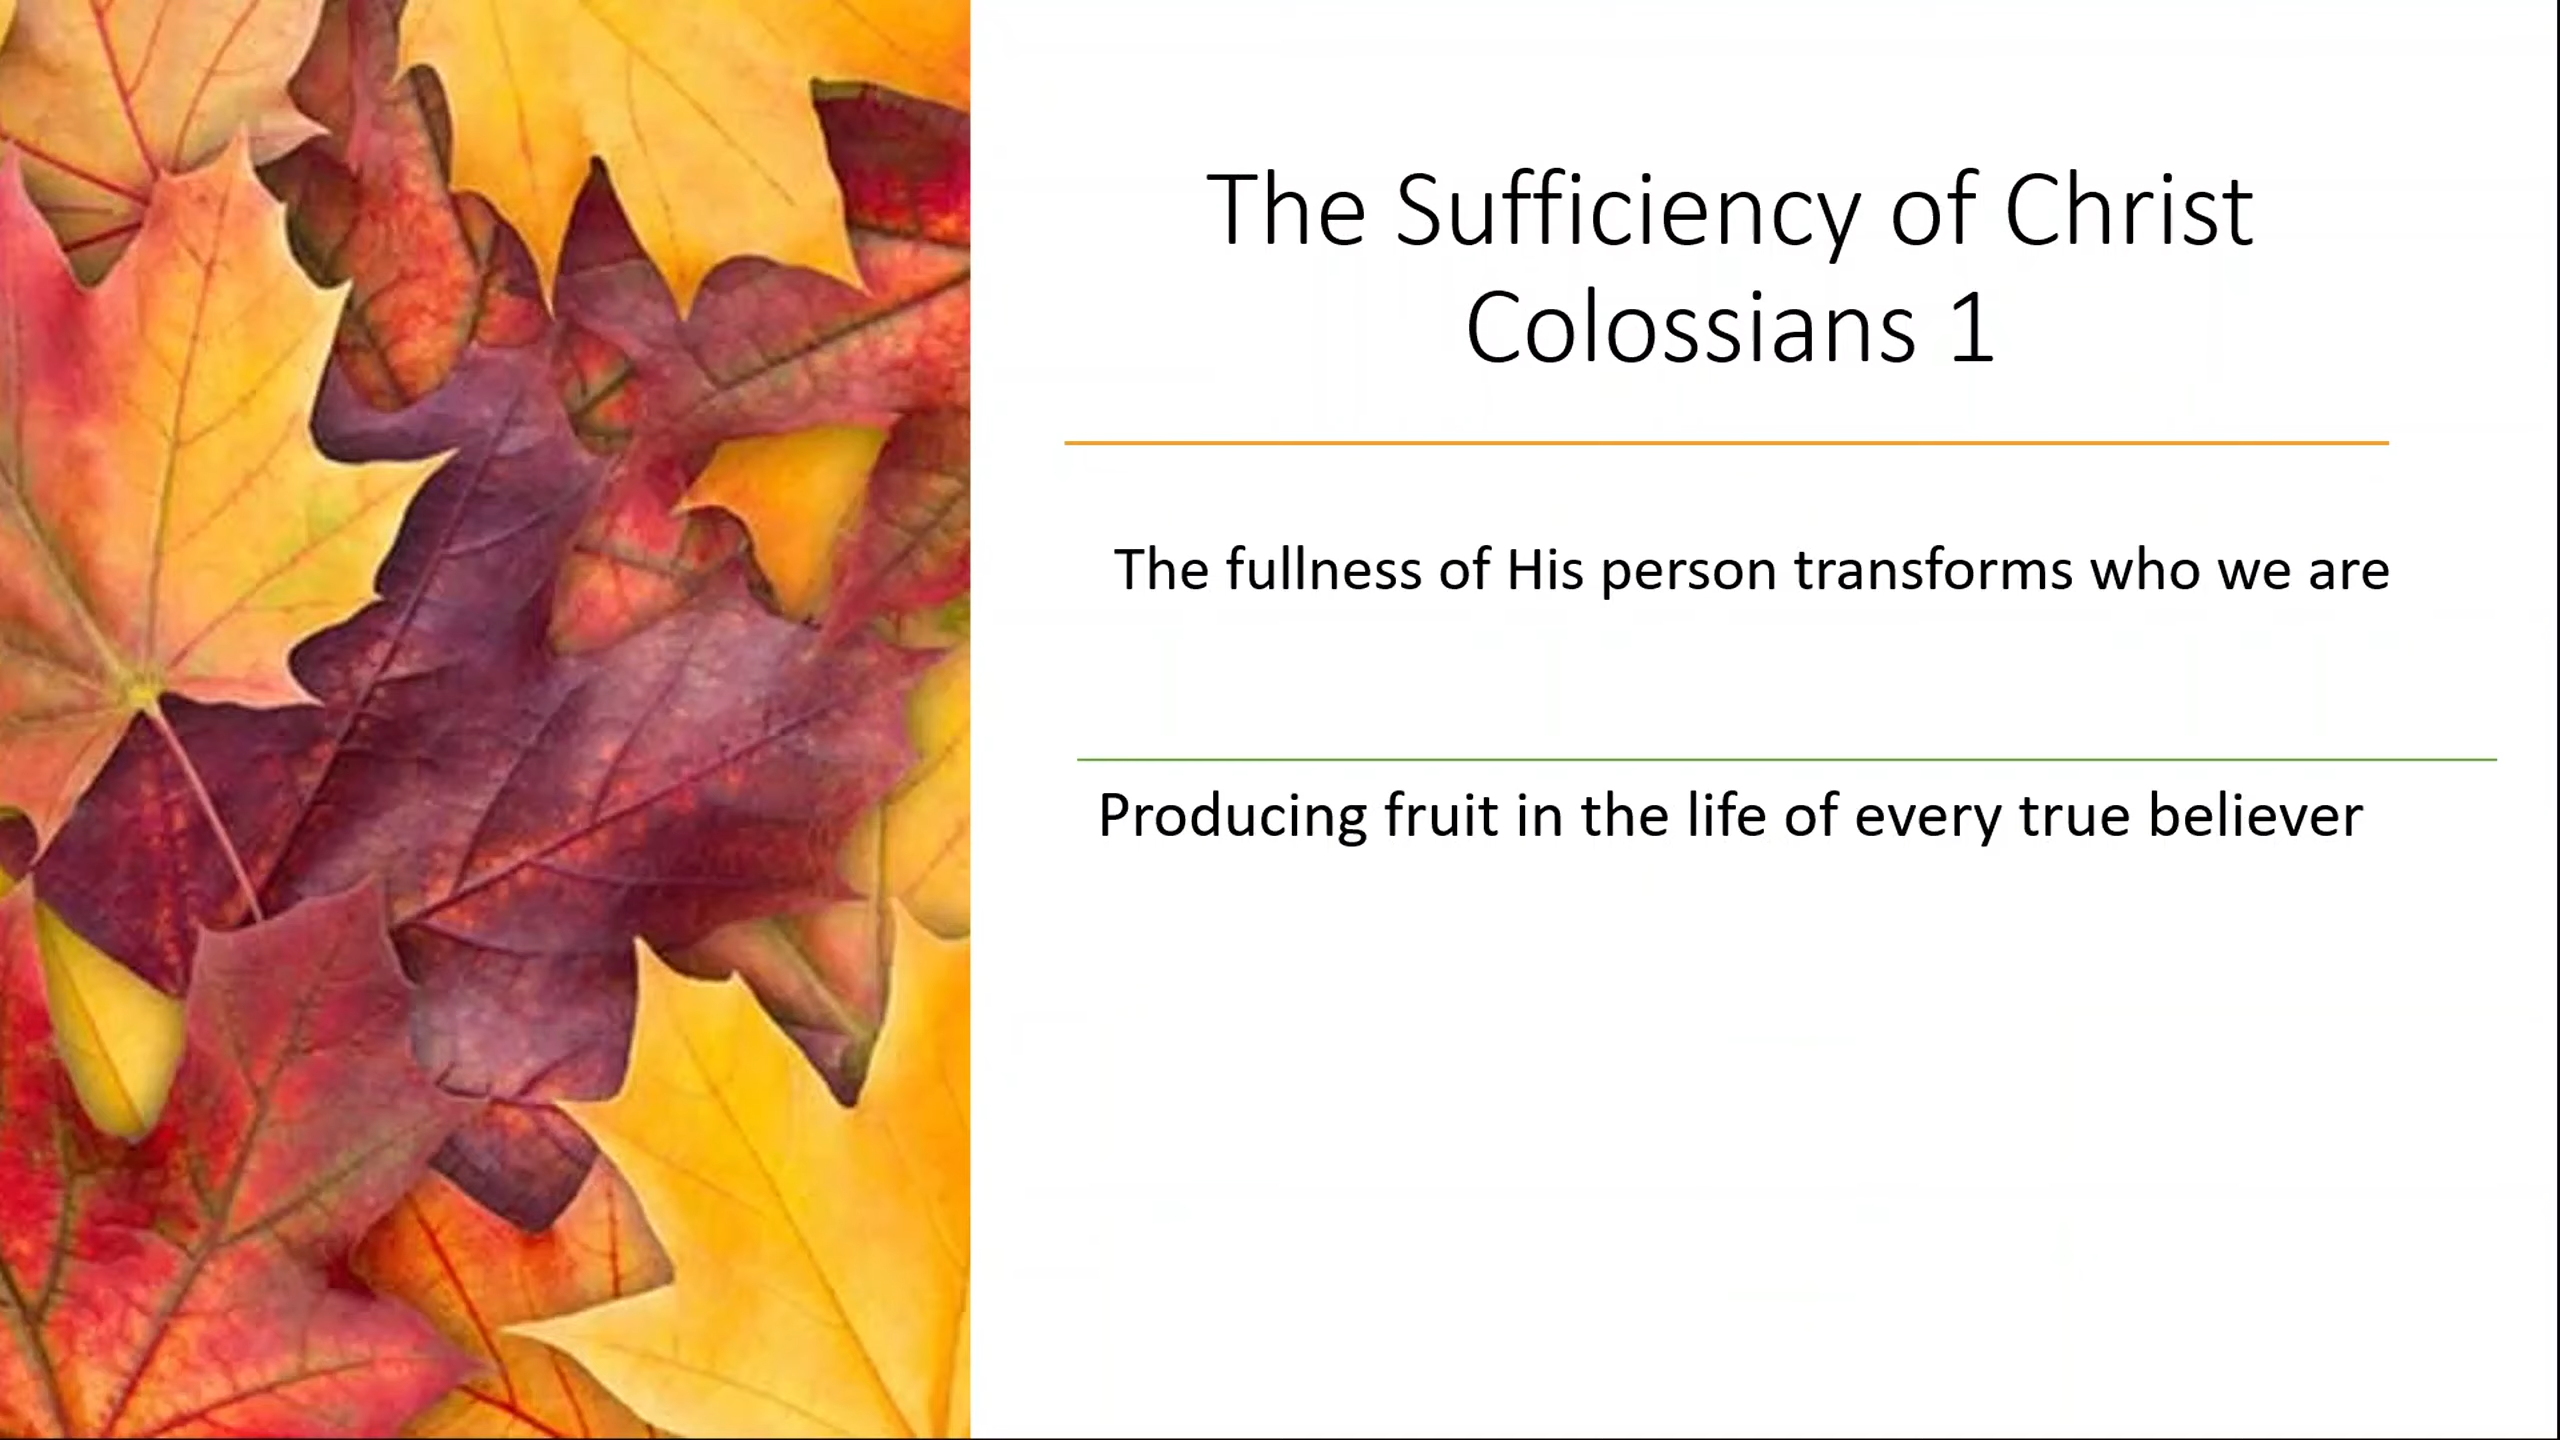 The Sufficiency of Christ
Colossians 1
The fullness of His person transforms who we are
Producing fruit in the life of every true believer